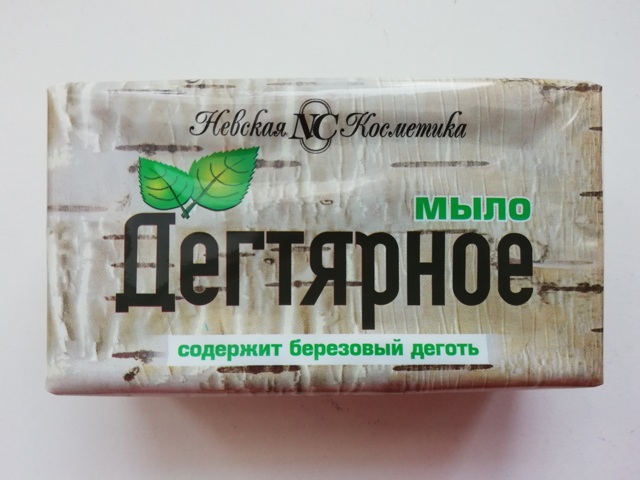 Невская NC Косметика
мыло
Дегтярное
содержит березовый деготь